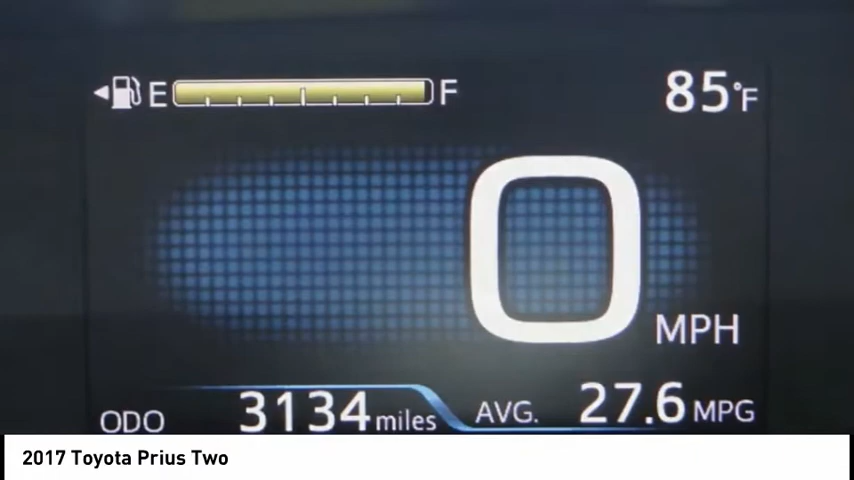 E F 85°F
0 MPH
ODO 3134 miles AVG. 27.6 MPG
2017 Toyota Prius Two